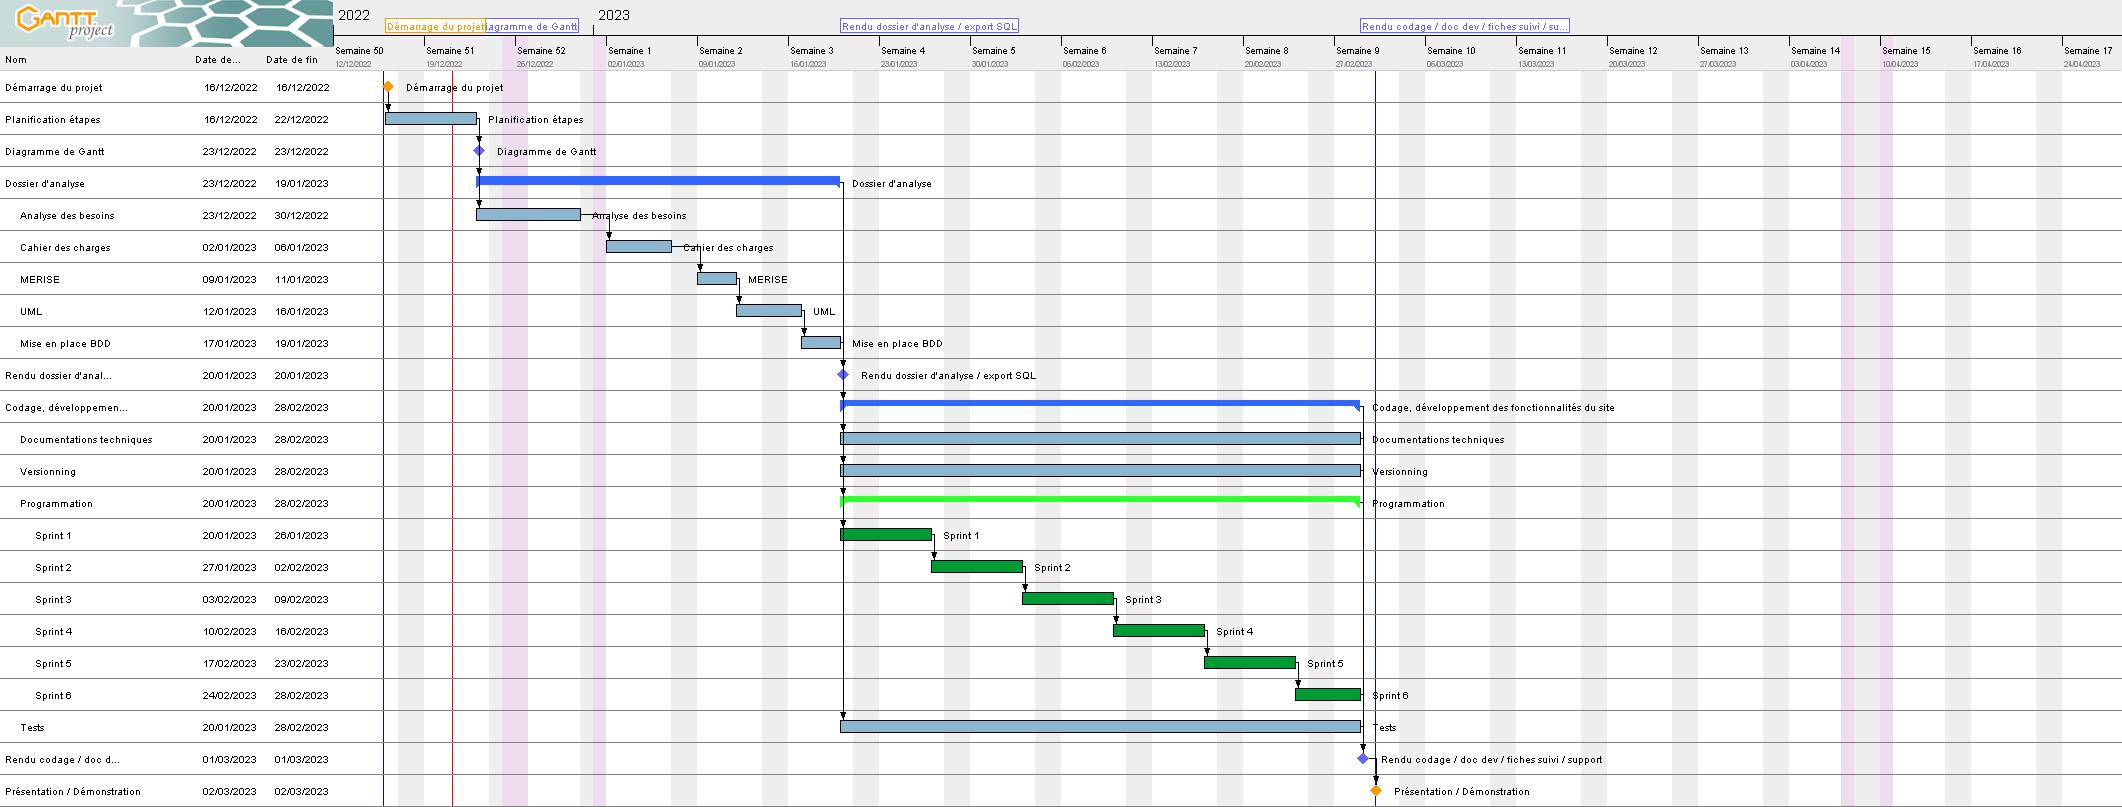 GANTT
project
2022
2023
Démarrage du projet
iagramme de Gantt
Rendu dossier d'analyse / export SQL
Rendu codage / doc dev / fiches suivi / su...
Semaine 50 Semaine 51 Semaine 52 Semaine 1 Semaine 2 Semaine 3 Semaine 4 Semaine 5 Semaine 6 Semaine 7 Semaine 8 Semaine 9 Semaine 10 Semaine 11 Semaine 12 Semaine 13 Semaine 14 Semaine 15 Semaine 16 Semaine 17
Nom Date de... Date de fin
12/12/2022 19/12/2022 26/12/2022 02/01/2023 09/01/2023 16/01/2023 23/01/2023 30/01/2023 06/02/2023 13/02/2023 20/02/2023 27/02/2023 06/03/2023 13/03/2023 20/03/2023 27/03/2023 03/04/2023 10/04/2023 17/04/2023 24/04/2023
Démarrage du projet 16/12/2022 16/12/2022 Démarrage du projet
Planification étapes 16/12/2022 22/12/2022 Planification étapes
Diagramme de Gantt 23/12/2022 23/12/2022 Diagramme de Gantt
Dossier d'analyse 23/12/2022 19/01/2023 Dossier d'analyse
Analyse des besoins 23/12/2022 30/12/2022 Analyse des besoins
Cahier des charges 02/01/2023 06/01/2023 Cahier des charges
MERISE 09/01/2023 11/01/2023 MERISE
UML 12/01/2023 16/01/2023 UML
Mise en place BDD 17/01/2023 19/01/2023 Mise en place BDD
Rendu dossier d'anal... 20/01/2023 20/01/2023 Rendu dossier d'analyse / export SQL
Codage, développemen... 20/01/2023 28/02/2023 Codage, développement des fonctionnalités du site
Documentations techniques 20/01/2023 28/02/2023 Documentations techniques
Versionning 20/01/2023 28/02/2023 Versionning
Programmation 20/01/2023 28/02/2023 Programmation
Sprint 1 20/01/2023 26/01/2023 Sprint 1
Sprint 2 27/01/2023 02/02/2023 Sprint 2
Sprint 3 03/02/2023 09/02/2023 Sprint 3
Sprint 4 10/02/2023 16/02/2023 Sprint 4
Sprint 5 17/02/2023 23/02/2023 Sprint 5
Sprint 6 24/02/2023 28/02/2023 Sprint 6
Tests 20/01/2023 28/02/2023 Tests
Rendu codage / doc d... 01/03/2023 01/03/2023 Rendu codage / doc dev / fiches suivi / support
Présentation / Démonstration 02/03/2023 02/03/2023 Présentation / Démonstration